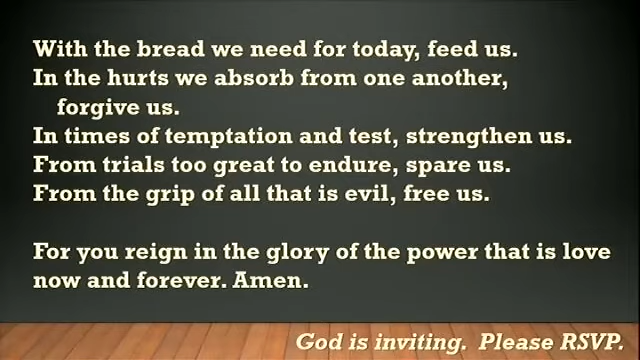 With the bread we need for today, feed us.
In the hurts we absorb from one another,
forgive us.
In times of temptation and test, strengthen us.
From trials too great to endure, spare us.
From the grip of all that is evil, free us.
For you reign in the glory of the power that is love
now and forever. Amen.
God is inviting. Please RSVP.